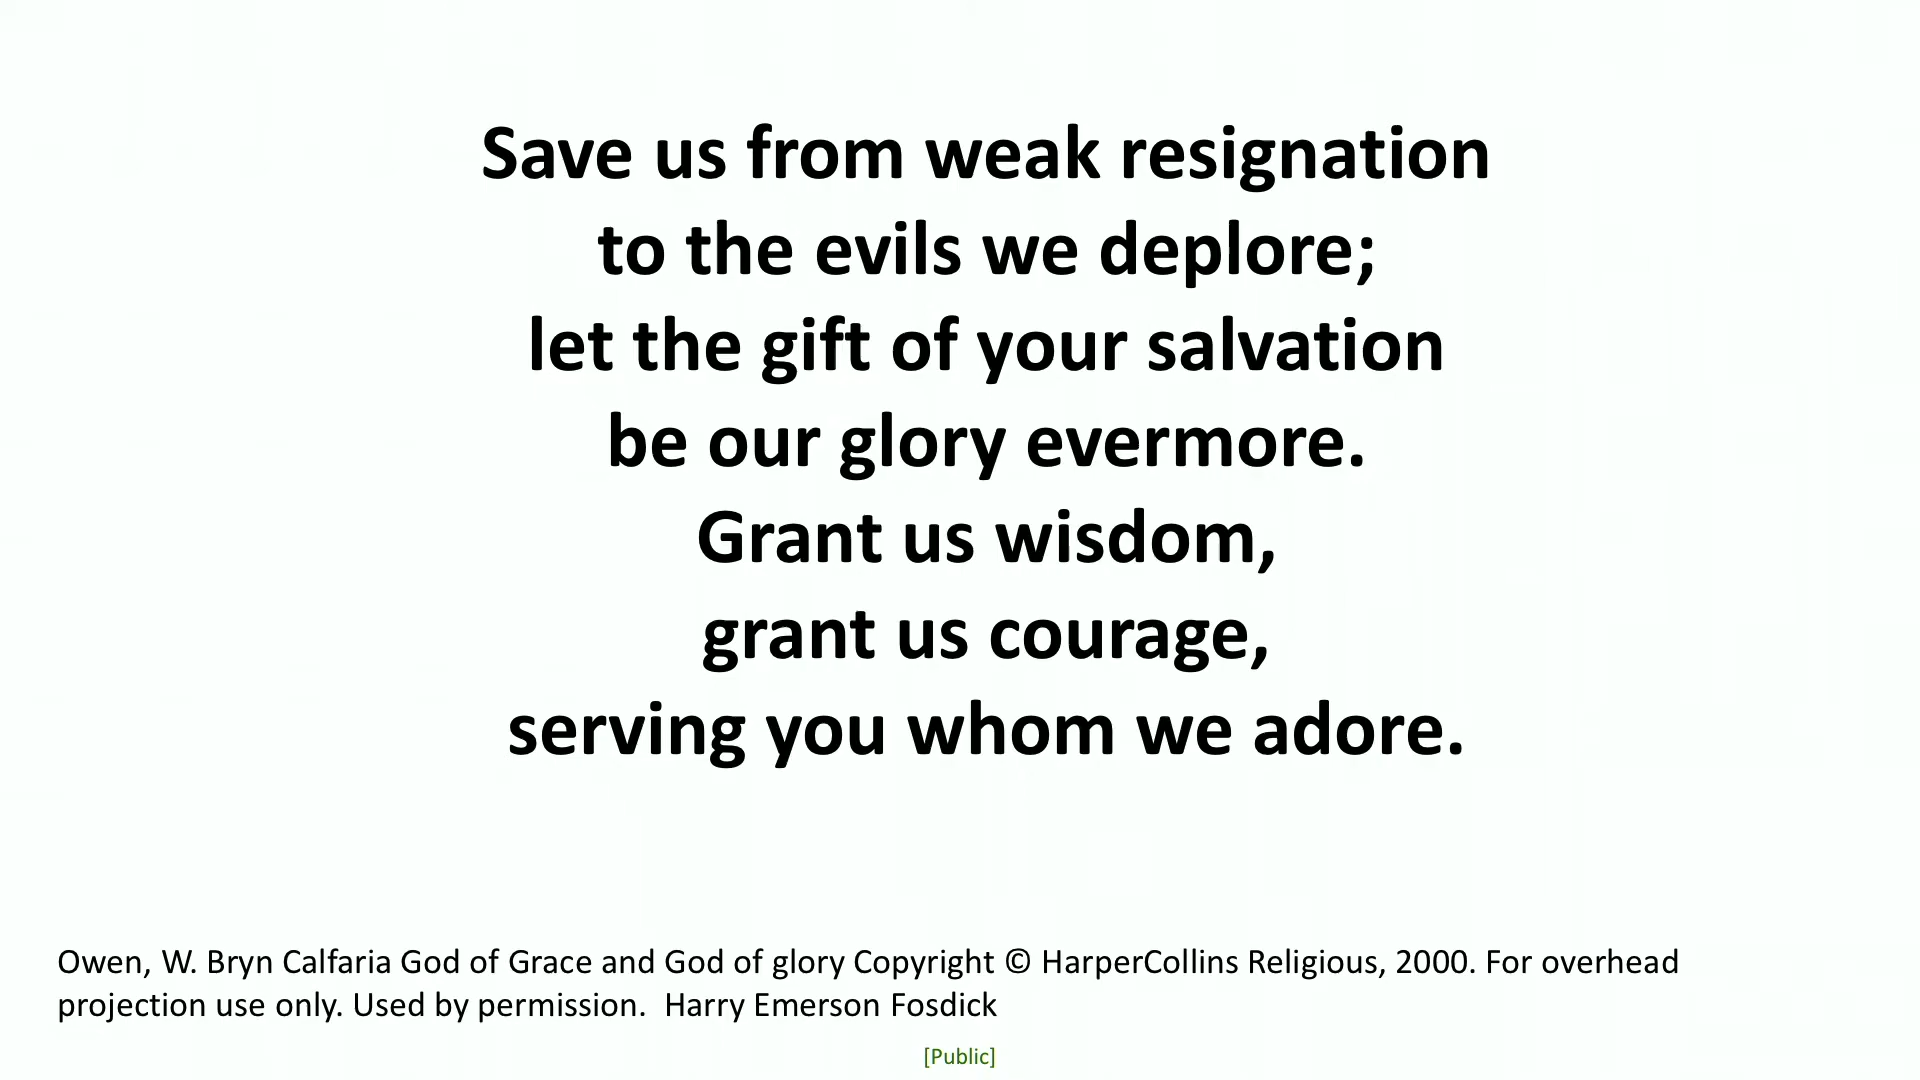 Save us from weak resignation
to the evils we deplore;
let the gift of your salvation
be our glory evermore.
Grant us wisdom,
grant us courage,
serving you whom we adore.
Owen, W. Bryn Calfaria God of Grace and God of glory Copyright © HarperCollins Religious, 2000. For overhead
projection use only. Used by permission.  Harry Emerson Fosdick
[Public]